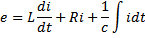 e = L di/dt + Ri + 1/c ∫ idt